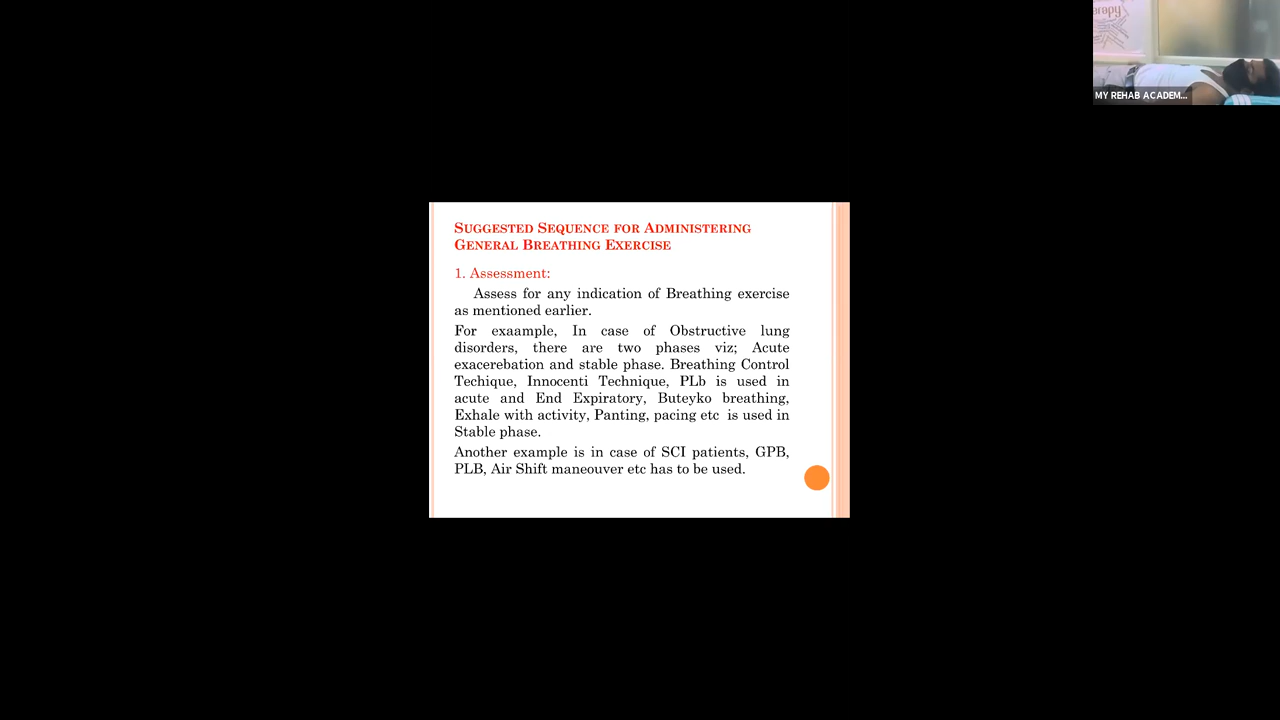 arapy
MY REHAB ACADEM...
SUGGESTED SEQUENCE FOR ADMINISTERING
GENERAL BREATHING EXERCISE
1. Assessment:
Assess for any indication of Breathing exercise
as mentioned earlier.
For exaample, In case of Obstructive lung
disorders, there are two phases viz; Acute
exacerebation and stable phase. Breathing Control
Techique, Innocenti Technique, PLb is used in
acute and End Expiratory, Buteyko breathing,
Exhale with activity, Panting, pacing etc is used in
Stable phase.
Another example is in case of SCI patients, GPB,
PLB, Air Shift maneouver etc has to be used.